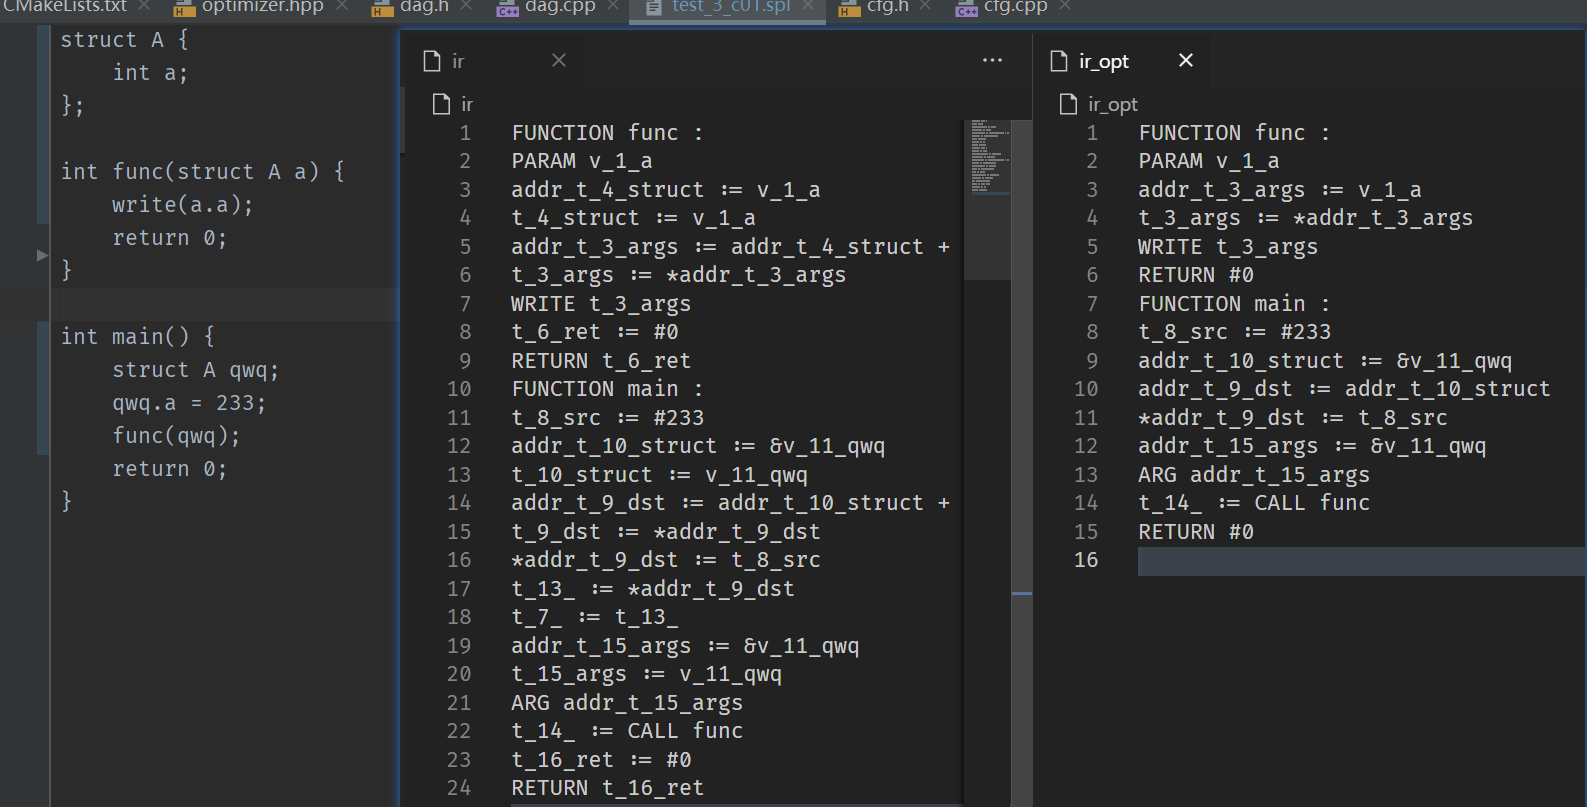 CMakeLists.txt optimizer.hpp dag.h dag.cpp test_3_c01.spl cfg.h cfg.cpp
struct A {
int a;
};
int func(struct A a) {
write(a.a);
return 0;
}
int main() {
struct A qwq;
qwq.a = 233;
func(qwq);
return 0;
}
ir
ir
1 FUNCTION func :
2 PARAM v_1_a
3 addr_t_4_struct := v_1_a
4 t_4_struct := v_1_a
5 addr_t_3_args := addr_t_4_struct +
6 t_3_args := *addr_t_3_args
7 WRITE t_3_args
8 t_6_ret := #0
9 RETURN t_6_ret
10 FUNCTION main :
11 t_8_src := #233
12 addr_t_10_struct := &v_11_qwq
13 t_10_struct := v_11_qwq
14 addr_t_9_dst := addr_t_10_struct +
15 t_9_dst := *addr_t_9_dst
16 *addr_t_9_dst := t_8_src
17 t_13_ := *addr_t_9_dst
18 t_7_ := t_13_
19 addr_t_15_args := &v_11_qwq
20 t_15_args := v_11_qwq
21 ARG addr_t_15_args
22 t_14_ := CALL func
23 t_16_ret := #0
24 RETURN t_16_ret
ir_opt
ir_opt
1 FUNCTION func :
2 PARAM v_1_a
3 addr_t_3_args := v_1_a
4 t_3_args := *addr_t_3_args
5 WRITE t_3_args
6 RETURN #0
7 FUNCTION main :
8 t_8_src := #233
9 addr_t_10_struct := &v_11_qwq
10 addr_t_9_dst := addr_t_10_struct
11 *addr_t_9_dst := t_8_src
12 addr_t_15_args := &v_11_qwq
13 ARG addr_t_15_args
14 t_14_ := CALL func
15 RETURN #0
16